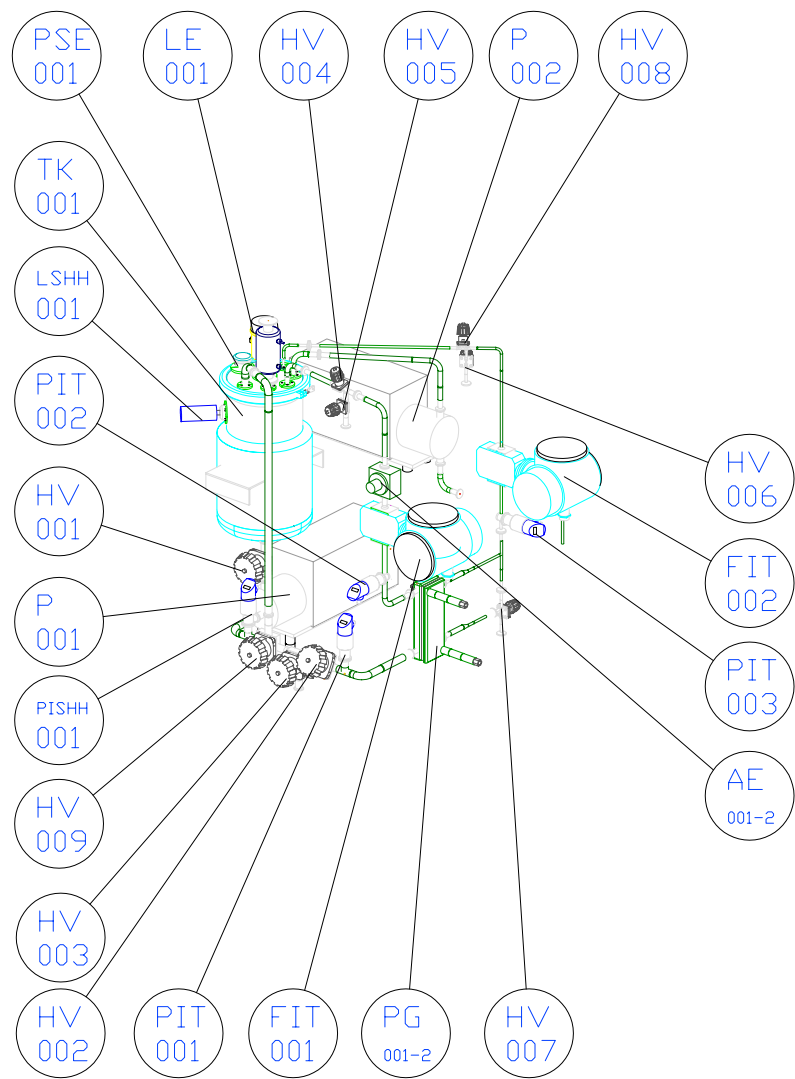 PSE
001
LE
001
HV
004
HV
005
P
002
HV
008
TK
001
LSHH
001
PIT
002
HV
001
P
001
PISHH
001
HV
009
HV
003
HV
002
PIT
001
FIT
001
PG
001-2
HV
007
HV
006
FIT
002
PIT
003
AE
001-2